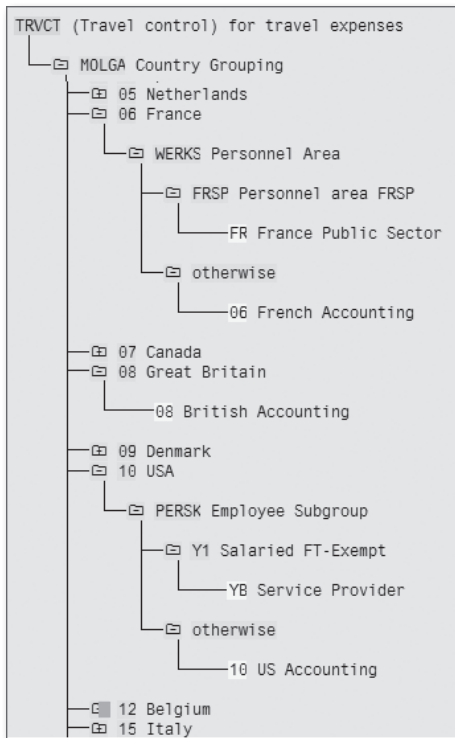 TRVCT (Travel control) for travel expenses
MOLGA Country Grouping
05 Netherlands
06 France
WERKS Personnel Area
FRSP Personnel area FRSP
FR France Public Sector
otherwise
06 French Accounting
07 Canada
08 Great Britain
08 British Accounting
09 Denmark
10 USA
PERSK Employee Subgroup
Y1 Salaried FT-Exempt
YB Service Provider
otherwise
10 US Accounting
12 Belgium
15 Italy